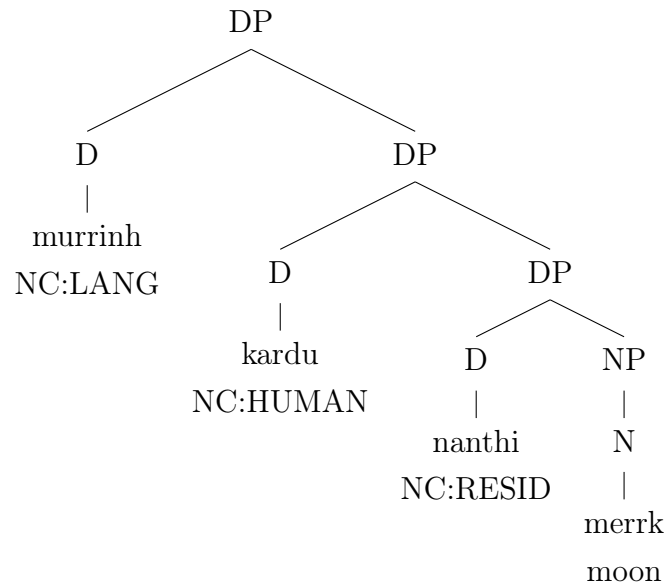 DP
D DP
murrinh
NC:LANG
D DP
kardu
NC:HUMAN
D NP
nanthi N
NC:RESID
merrk
moon